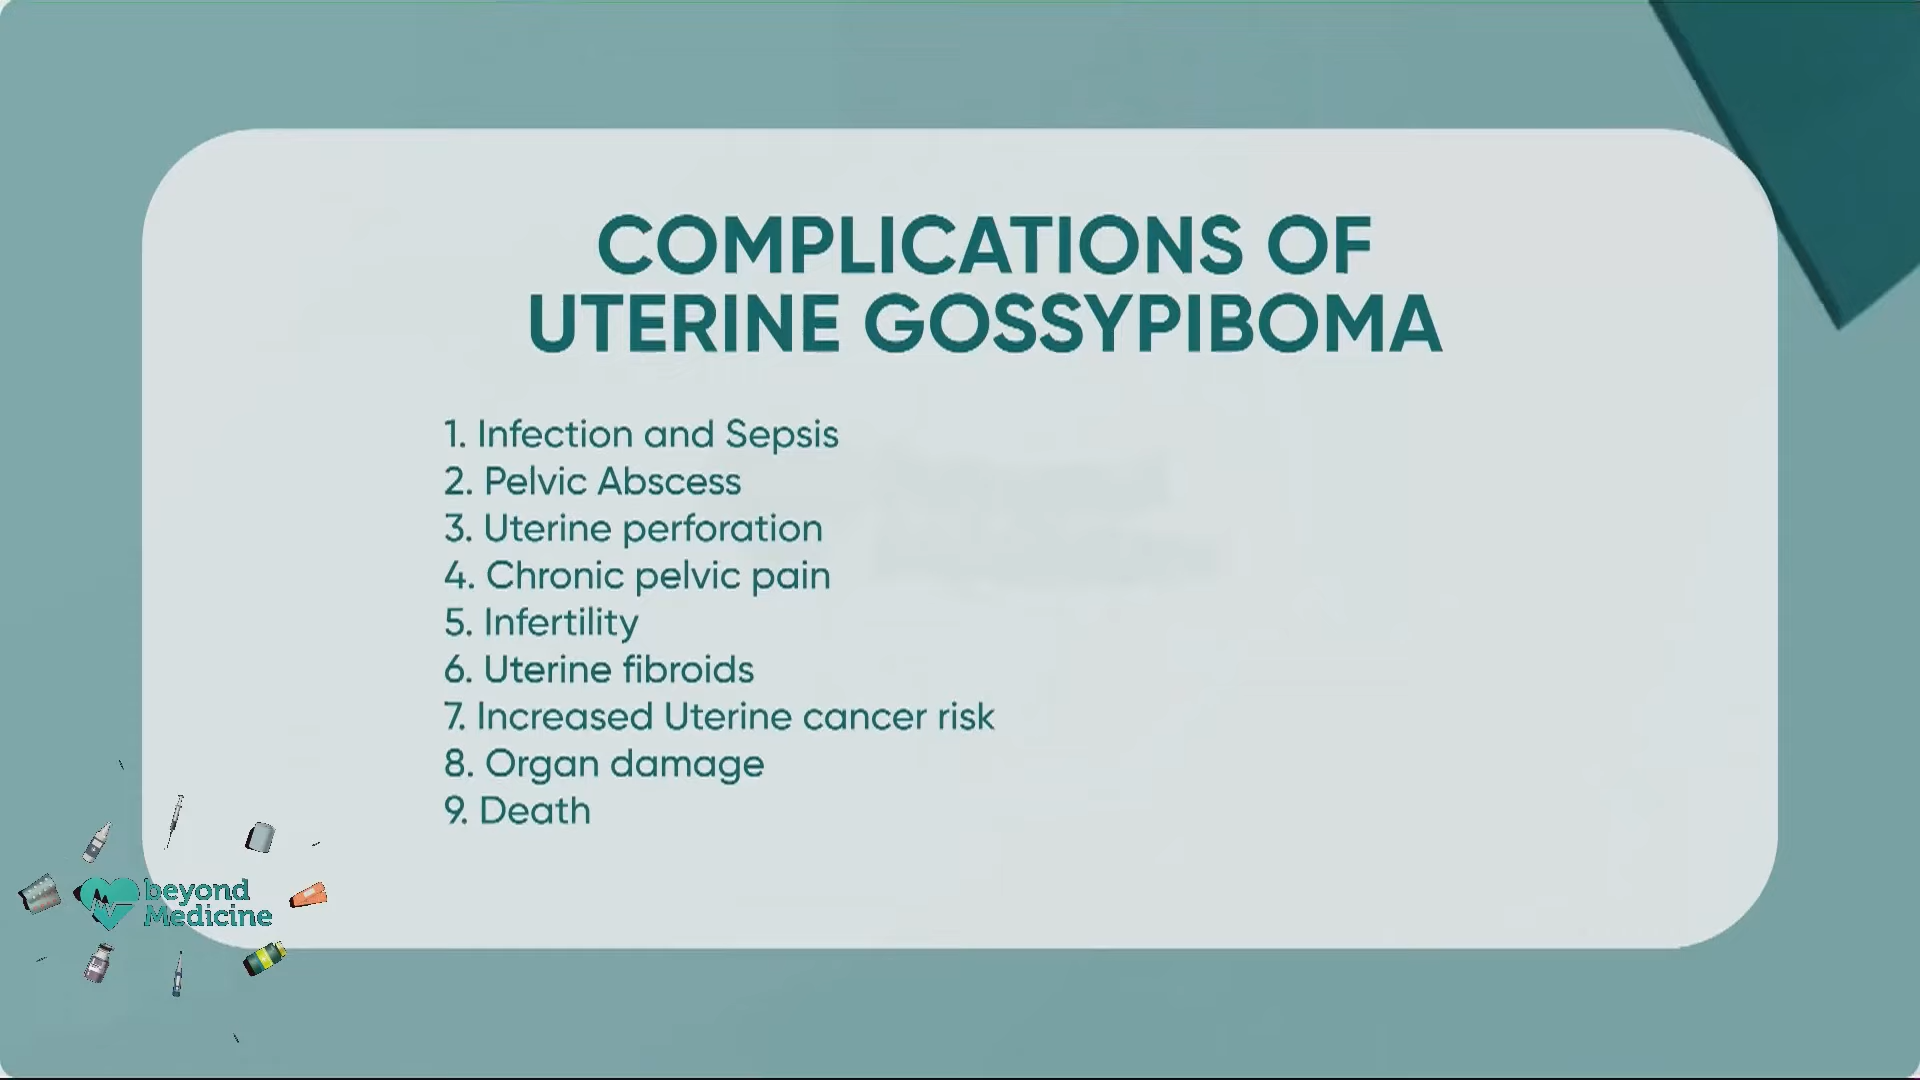 COMPLICATIONS OF
UTERINE GOSSYPIBOMA
1. Infection and Sepsis
2. Pelvic Abscess
3. Uterine perforation
4. Chronic pelvic pain
5. Infertility
6. Uterine fibroids
7. Increased Uterine cancer risk
8. Organ damage
9. Death
beyond
Medicine